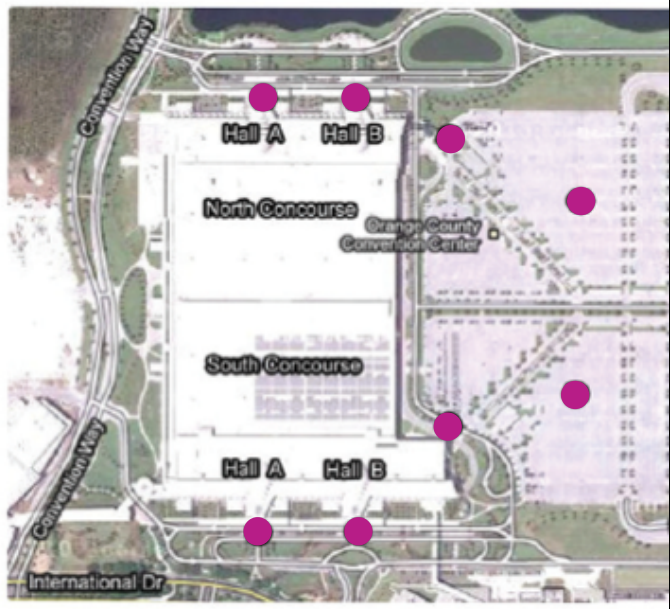 Convention Way
Hall A
Hall B
North Concourse
Orange County
Convention Center
South Concourse
Hall A
Hall B
Convention Way
International Dr